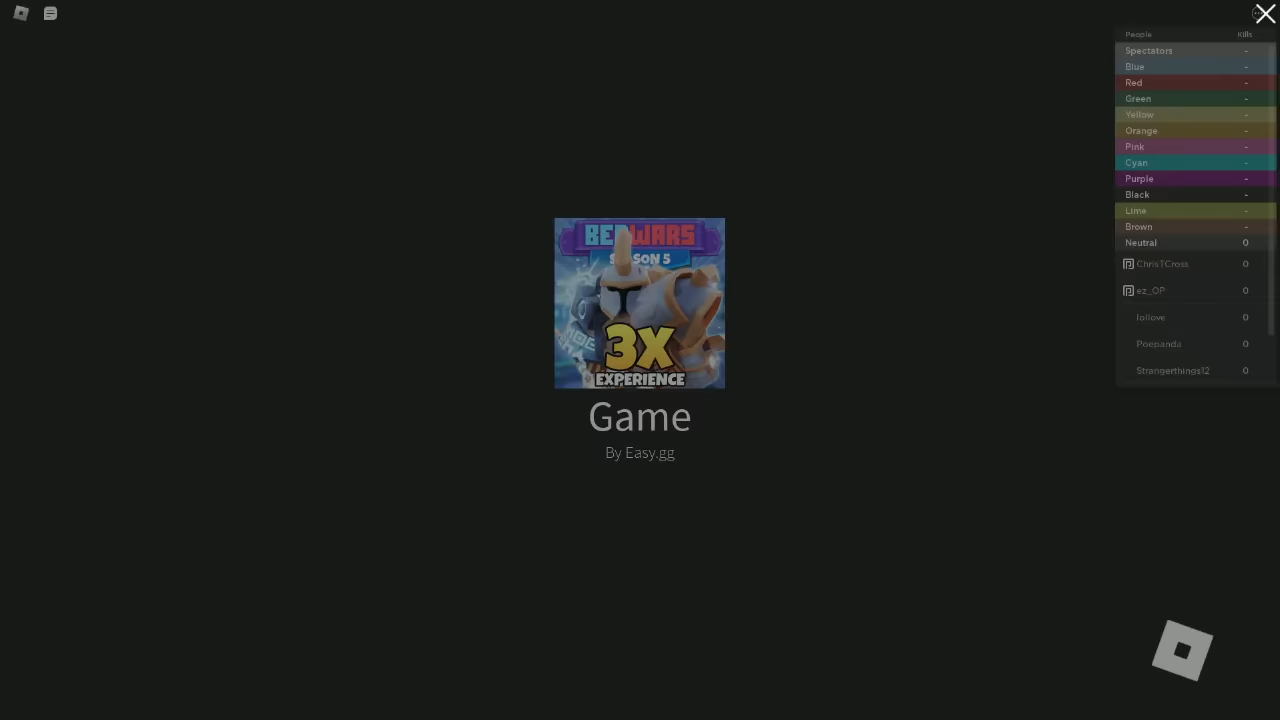 People Kills
Spectators -
Blue -
Red -
Green -
Yellow -
Orange -
Pink -
Cyan -
Purple -
Black -
Lime -
Brown -
Neutral 0
ChrisTCross 0
ez_OP 0
lollove 0
Poepanda 0
Strangerthings12 0
BEDWARS
SEASON 5
3X
EXPERIENCE
Game
By Easy.gg